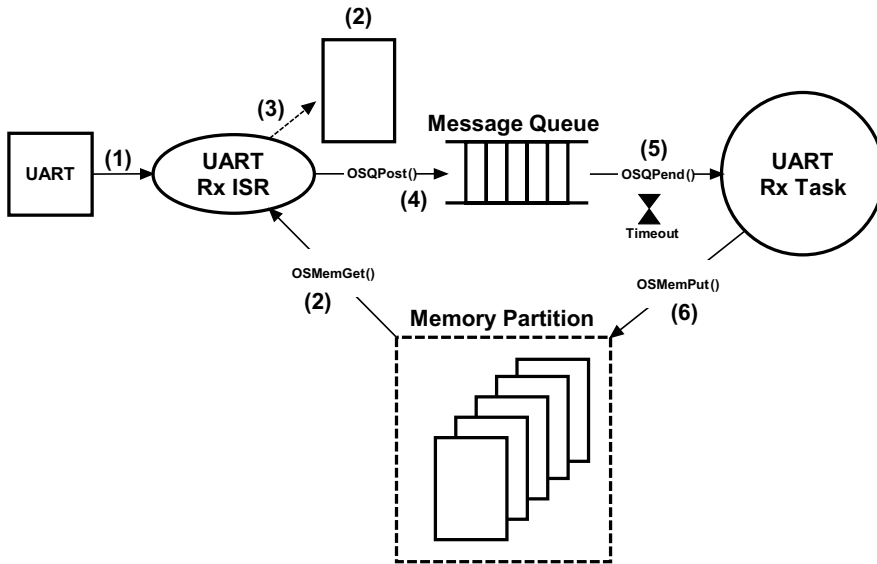 (2)
(3)
Message Queue
UART
(1)
UART
Rx ISR
OSQPost()
(4)
(5)
OSQPend()
Timeout
UART
Rx Task
OSMemGet()
(2)
OSMemPut()
(6)
Memory Partition